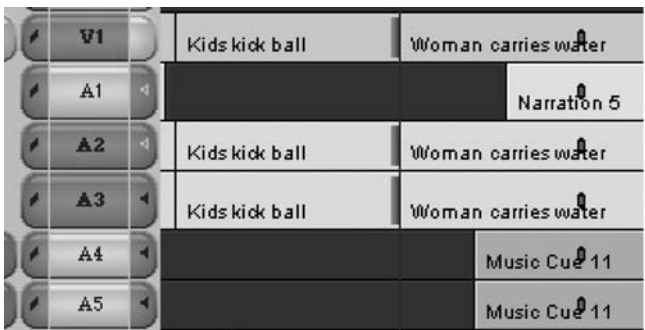 V1 Kids kick ball Woman carries water
A1 Narration 5
A2 Kids kick ball Woman carries water
A3 Kids kick ball Woman carries water
A4 Music Cue 11
A5 Music Cue 11